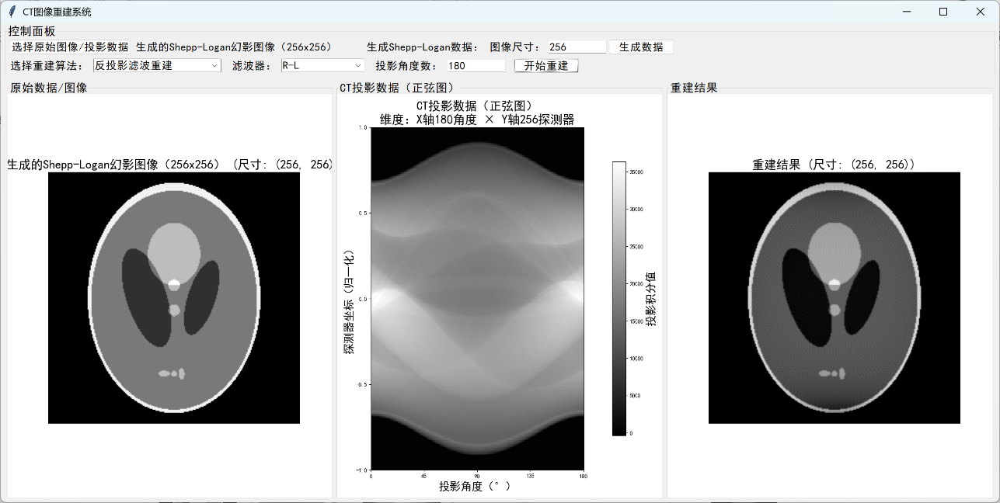 CT图像重建系统
控制面板
选择原始图像/投影数据 生成的Shepp-Logan幻影图像（256x256） 生成Shepp-Logan数据： 图像尺寸： 256 生成数据
选择重建算法： 反投影滤波重建 滤波器： R-L 投影角度数： 180 开始重建
原始数据/图像
生成的Shepp-Logan幻影图像（256x256） (尺寸: (256, 256)
CT投影数据（正弦图）
CT投影数据（正弦图）
维度: X轴180角度 × Y轴256探测器
1.0
0.5
0.0
-0.5
-1.0
探测器坐标（归一化）
0 45 90 135 180
投影角度（°）
35000
30000
25000
20000
15000
10000
5000
0
投影积分值
重建结果
重建结果 (尺寸: (256, 256))